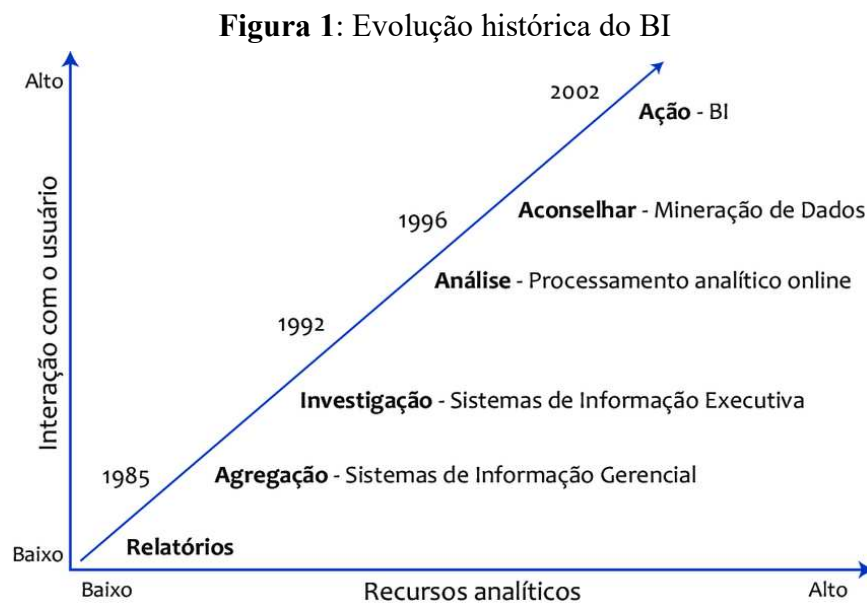 Figura 1: Evolução histórica do BI
Alto
2002
Ação - BI
Aconselhar - Mineração de Dados
1996
Análise - Processamento analítico online
Interação com o usuário
1992
Investigação - Sistemas de Informação Executiva
1985
Agregação - Sistemas de Informação Gerencial
Relatórios
Baixo
Baixo
Recursos analíticos
Alto